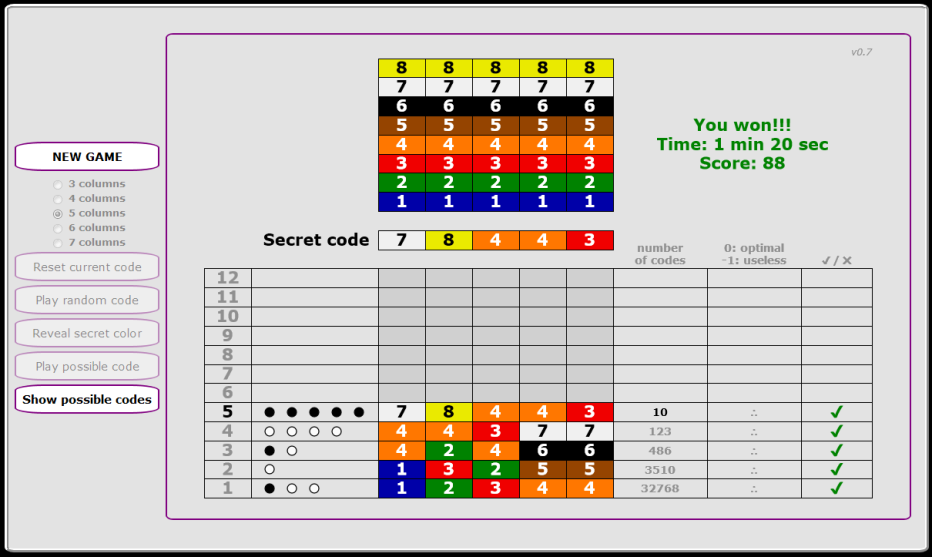 v0.7
8 8 8 8 8
7 7 7 7 7
6 6 6 6 6
5 5 5 5 5
4 4 4 4 4
3 3 3 3 3
2 2 2 2 2
1 1 1 1 1
You won!!!
Time: 1 min 20 sec
Score: 88
NEW GAME
3 columns
4 columns
5 columns
6 columns
7 columns
Reset current code
Play random code
Reveal secret color
Play possible code
Show possible codes
Secret code 7 8 4 4 3
number
of codes
0: optimal
-1: useless
✓/✕
12
11
10
9
8
7
6
5 7 8 4 4 3 10 ∴ ✓
4 4 4 3 7 7 123 ∴ ✓
3 4 2 4 6 6 486 ∴ ✓
2 1 3 2 5 5 3510 ∴ ✓
1 1 2 3 4 4 32768 ∴ ✓